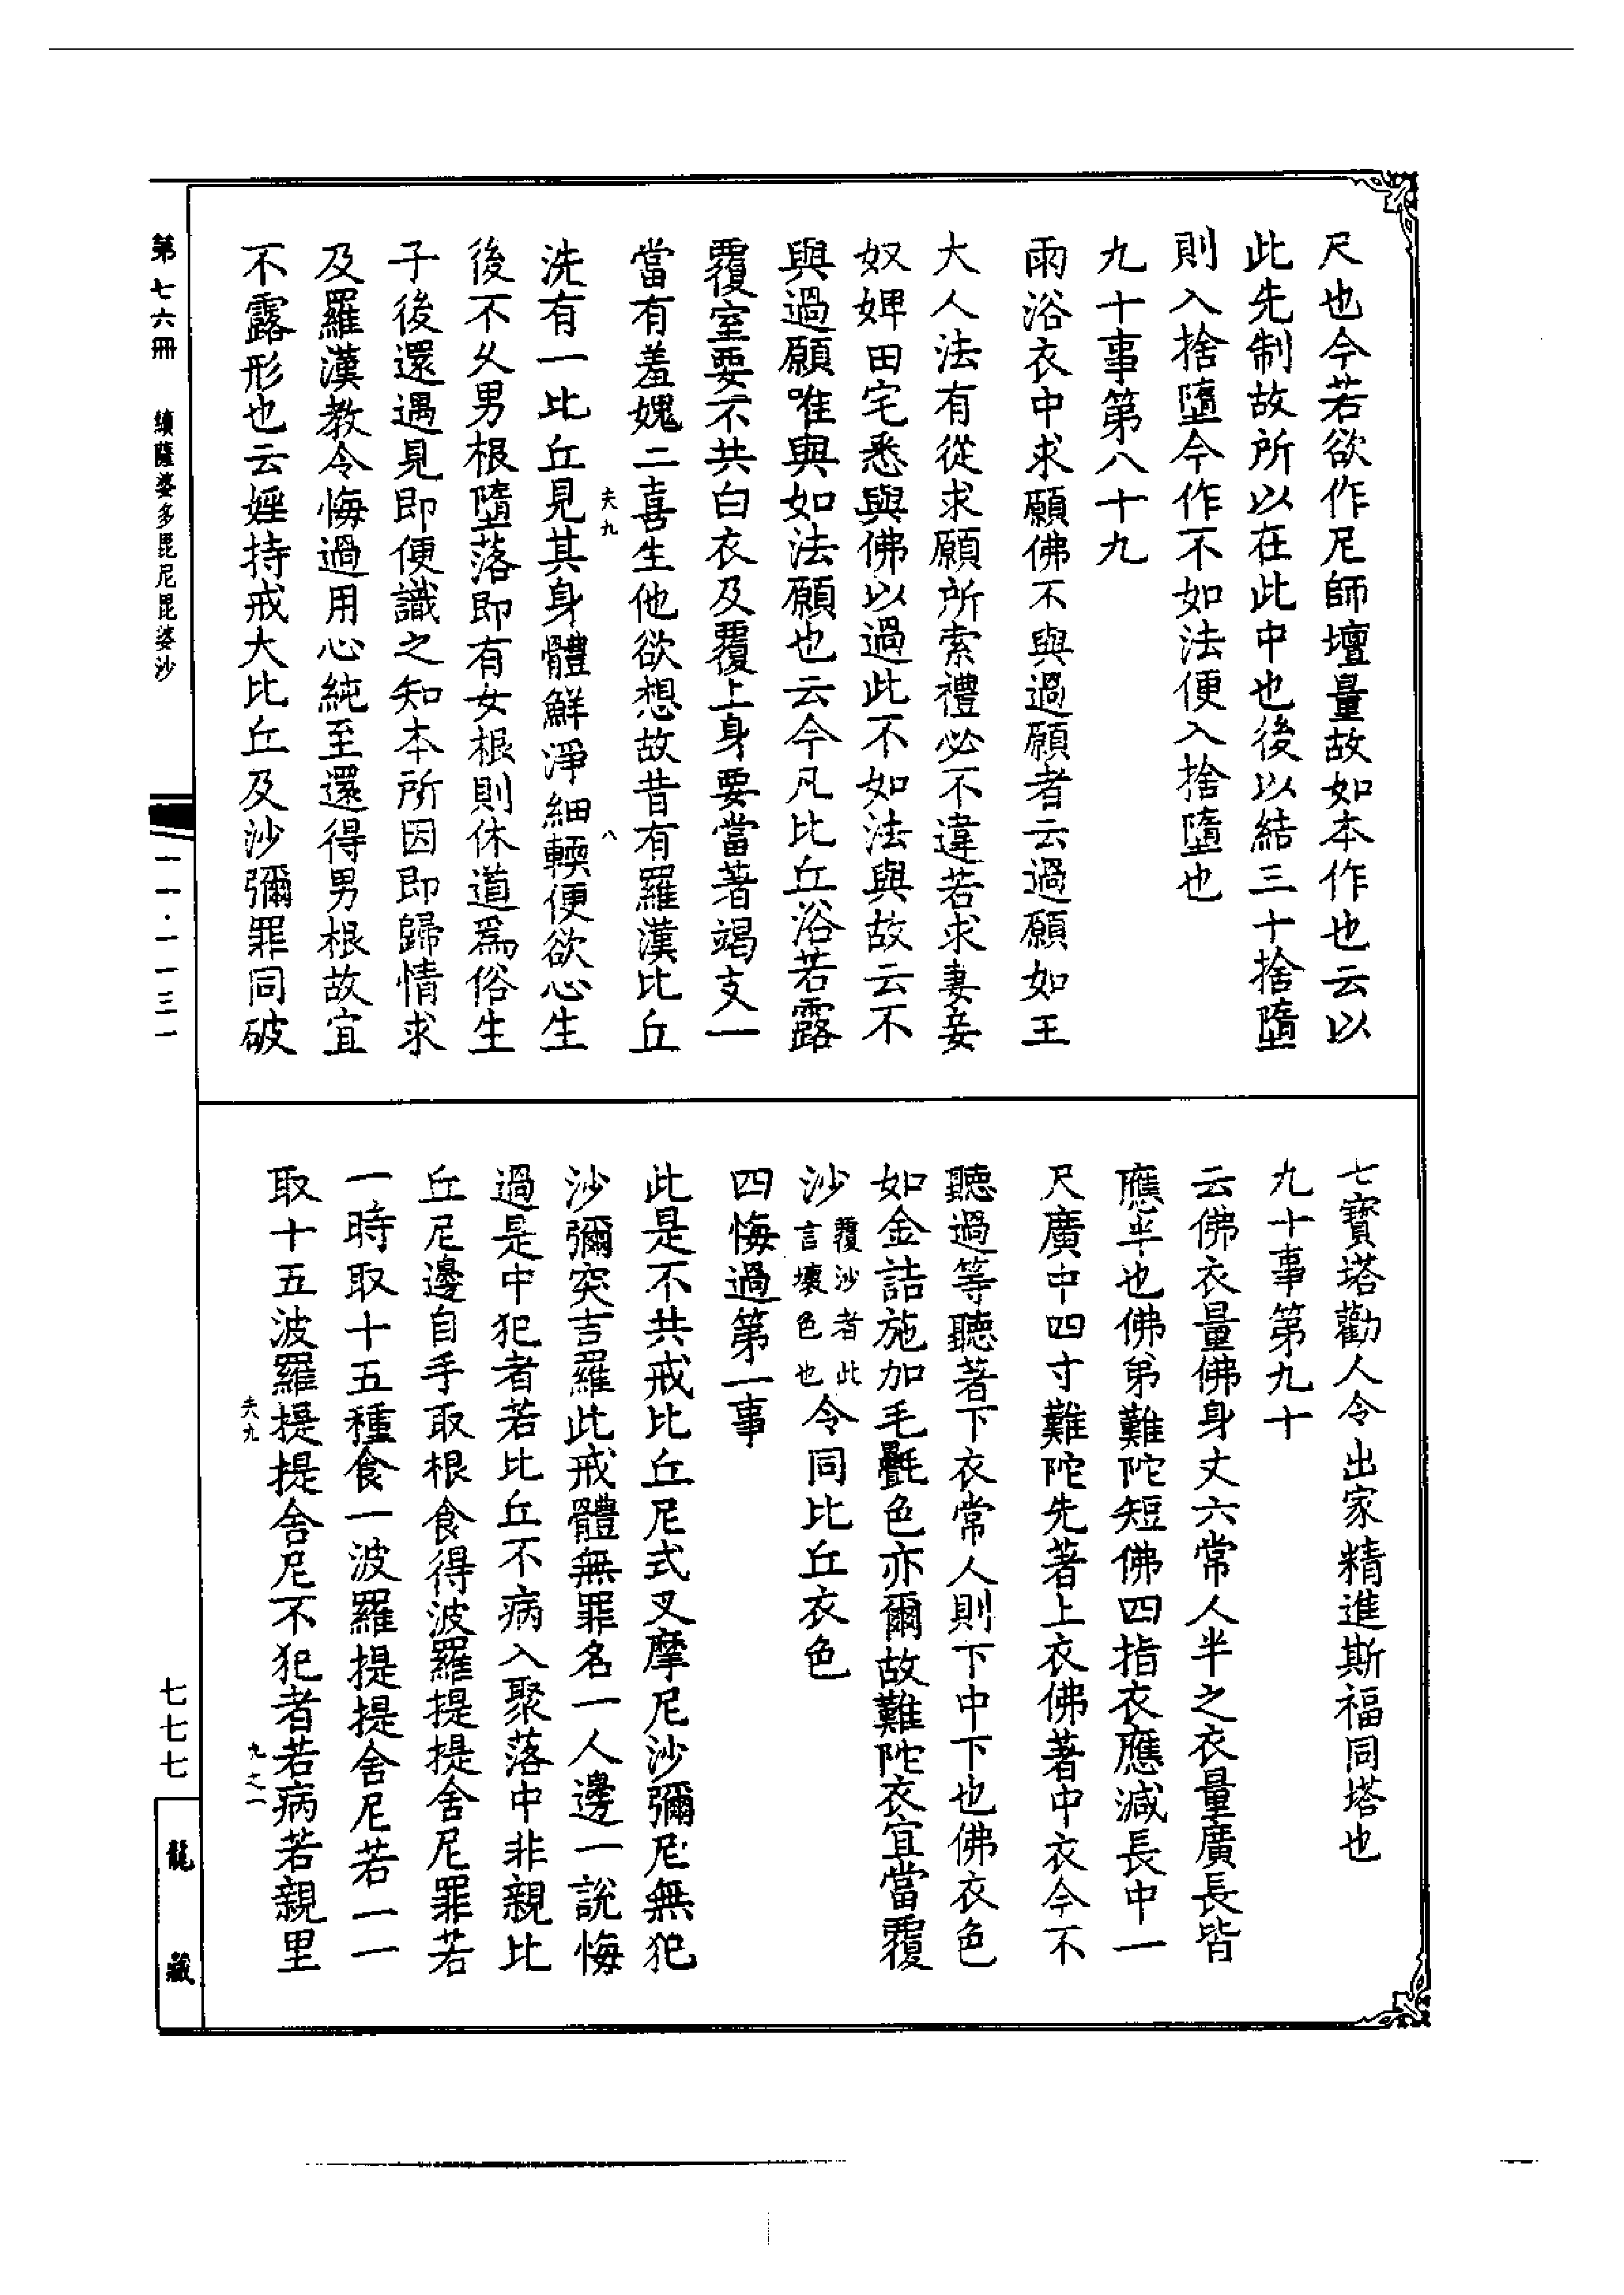 尺也今若欲作尼師壇量故如本作也云以
此先制故所以在此中也後以結三十捨墮
則入捨墮今作不如法便入捨墮也
九十事第八十九
雨浴衣中求願佛不與過願者云過願如王
大人法有從求願所索禮必不違若求妻妾
奴婢田宅悉與佛以過此不如法與故云不
與過願唯與如法願也云今凡比丘浴若露
覆室要不共白衣及覆上身要當著竭支一
當有羞媿二喜生他欲想故昔有羅漢比丘
夫九
八
洗有一比丘見其身體鮮淨細輭便欲心生
後不久男根墮落即有女根則休道爲俗生
子後還遇見即便識之知本所因即歸情求
及羅漢教令悔過用心純至還得男根故宜
不露形也云婬持戒大比丘及沙彌罪同破
七寶塔勸人令出家精進斯福同塔也
九十事第九十
云佛衣量佛身丈六常人半之衣量廣長皆
應半也佛弟難陀短佛四指衣應減長中一
尺廣中四寸難陀先著上衣佛著中衣今不
聽過等聽著下衣常人則下中下也佛衣色
如金詰施加毛氎色亦爾故難陀衣宜當覆
沙覆沙者此言壞色也令同比丘衣色
四悔過第一事
此是不共戒比丘尼式叉摩尼沙彌尼無犯
沙彌突吉羅此戒體無罪名一人邊一說悔
過是中犯者若比丘不病入聚落中非親比
丘尼邊自手取根食得波羅提提舍尼罪若
一時取十五種食一波羅提提舍尼若一一
取十五波羅提提舍尼不犯者若病若親里
夫九
九之一
第七六冊
續薩婆多毘尼毘婆沙
一一·一一三一
七七七
龍藏